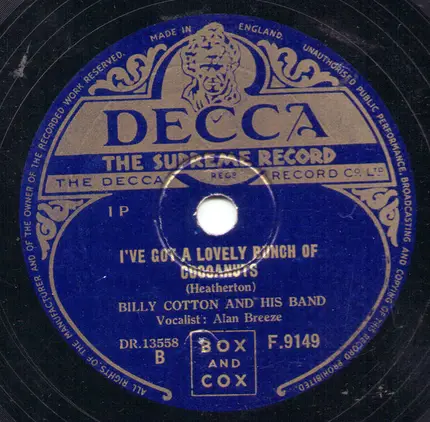 ALL RIGHTS OF THE MANUFACTURER AND OF THE OWNER OF THE RECORDED WORK RESERVED.
MADE IN ENGLAND.
UNAUTHORISED PUBLIC PERFORMANCE, BROADCASTING AND COPYING OF THIS RECORD PROHIBITED.
DECCA
THE SUPREME RECORD
THE DECCA REGD RECORD CO. LTD
1 P
I'VE GOT A LOVELY BUNCH OF
COCOANUTS
(Heatherton)
BILLY COTTON AND HIS BAND
Vocalist: Alan Breeze
DR.13558
B
BOX
AND
COX
F.9149